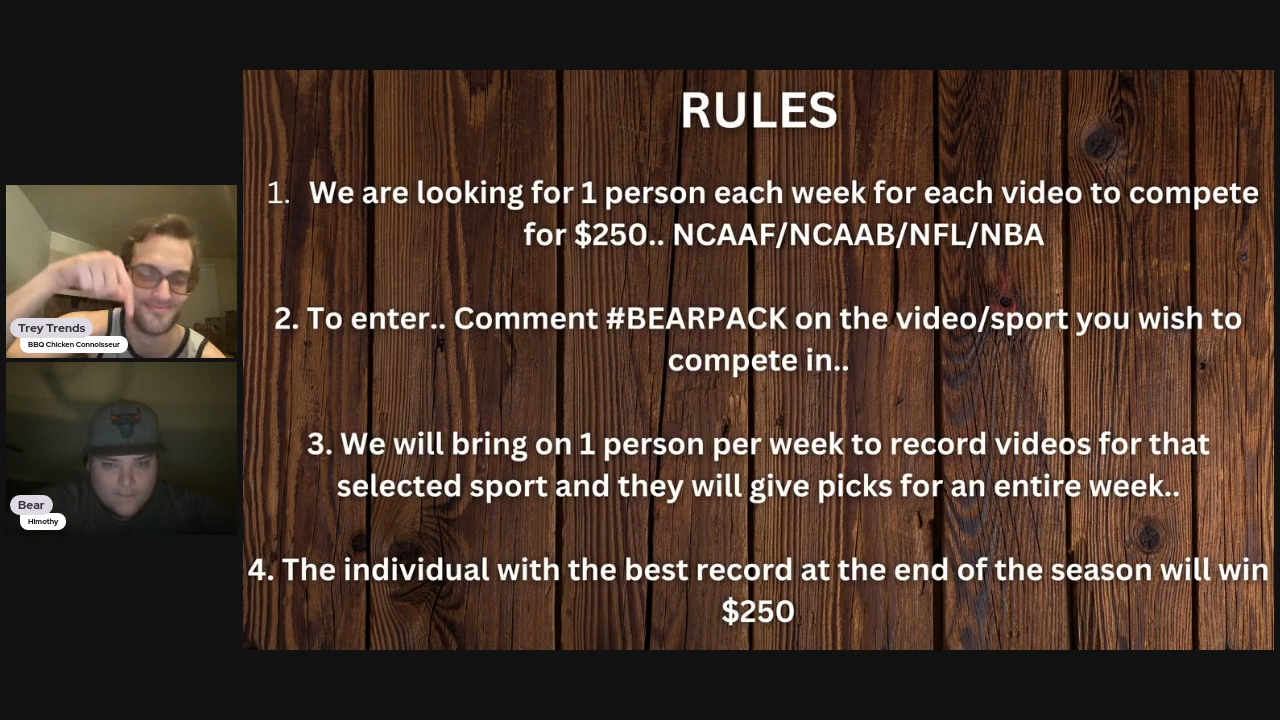 RULES
1. We are looking for 1 person each week for each video to compete
for $250.. NCAAF/NCAAB/NFL/NBA
2. To enter.. Comment #BEARPACK on the video/sport you wish to
compete in..
3. We will bring on 1 person per week to record videos for that
selected sport and they will give picks for an entire week..
4. The individual with the best record at the end of the season will win
$250
Trey Trends
BBQ Chicken Connoisseur
Bear
Himothy